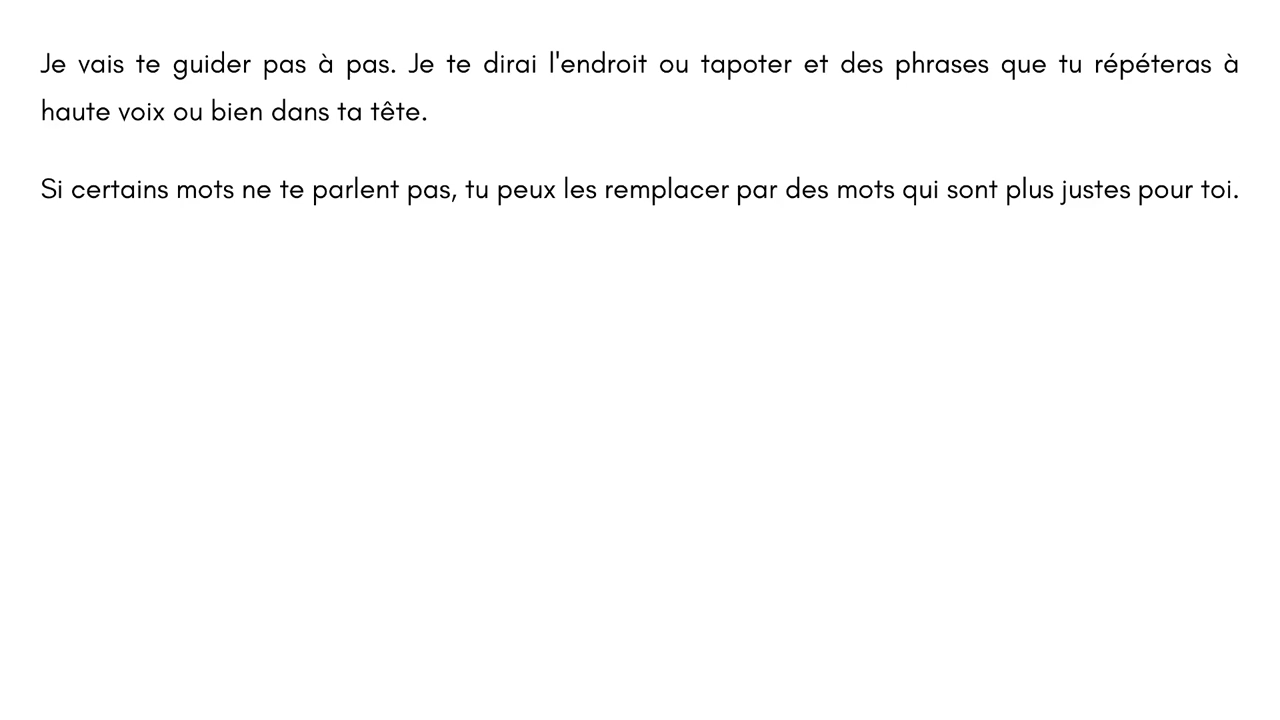 Je vais te guider pas à pas. Je te dirai l'endroit ou tapoter et des phrases que tu répéteras à
haute voix ou bien dans ta tête.
Si certains mots ne te parlent pas, tu peux les remplacer par des mots qui sont plus justes pour toi.